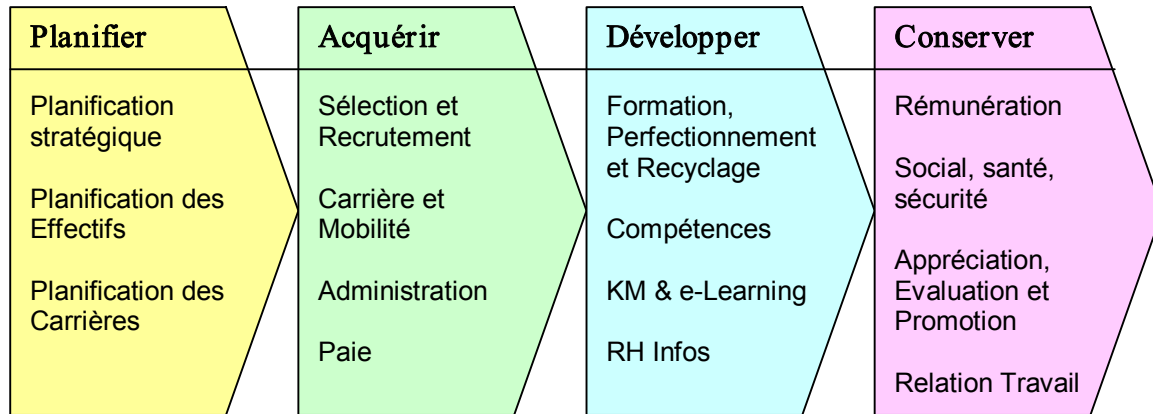 Planifier
Planification
stratégique
Planification des
Effectifs
Planification des
Carrières
Acquérir
Sélection et
Recrutement
Carrière et
Mobilité
Administration
Paie
Développer
Formation,
Perfectionnement
et Recyclage
Compétences
KM & e-Learning
RH Infos
Conserver
Rémunération
Social, santé,
sécurité
Appréciation,
Evaluation et
Promotion
Relation Travail